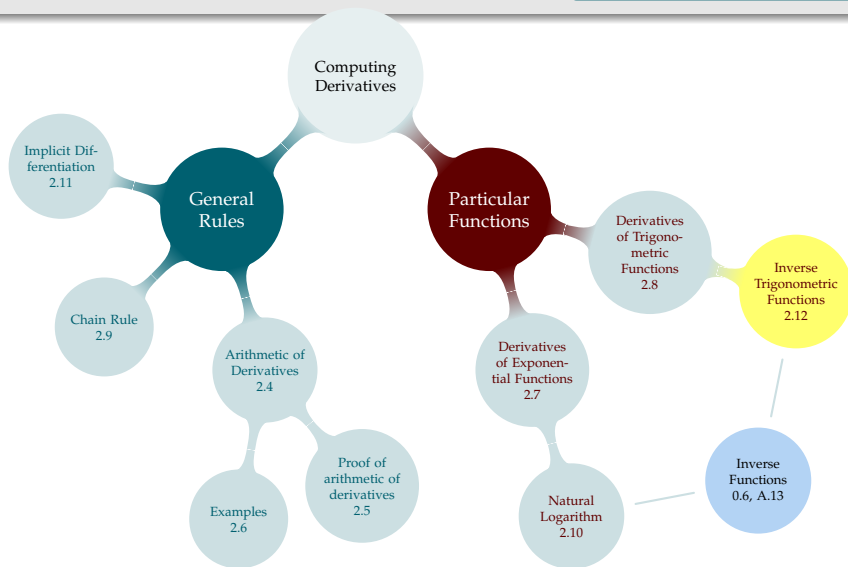 Computing
Derivatives
Implicit Dif-
ferentiation
2.11
General
Rules
Particular
Functions
Derivatives
of Trigono-
metric
Functions
2.8
Inverse
Trigonometric
Functions
2.12
Chain Rule
2.9
Arithmetic of
Derivatives
2.4
Derivatives
of Exponen-
tial Functions
2.7
Proof of
arithmetic of
derivatives
2.5
Inverse
Functions
0.6, A.13
Examples
2.6
Natural
Logarithm
2.10